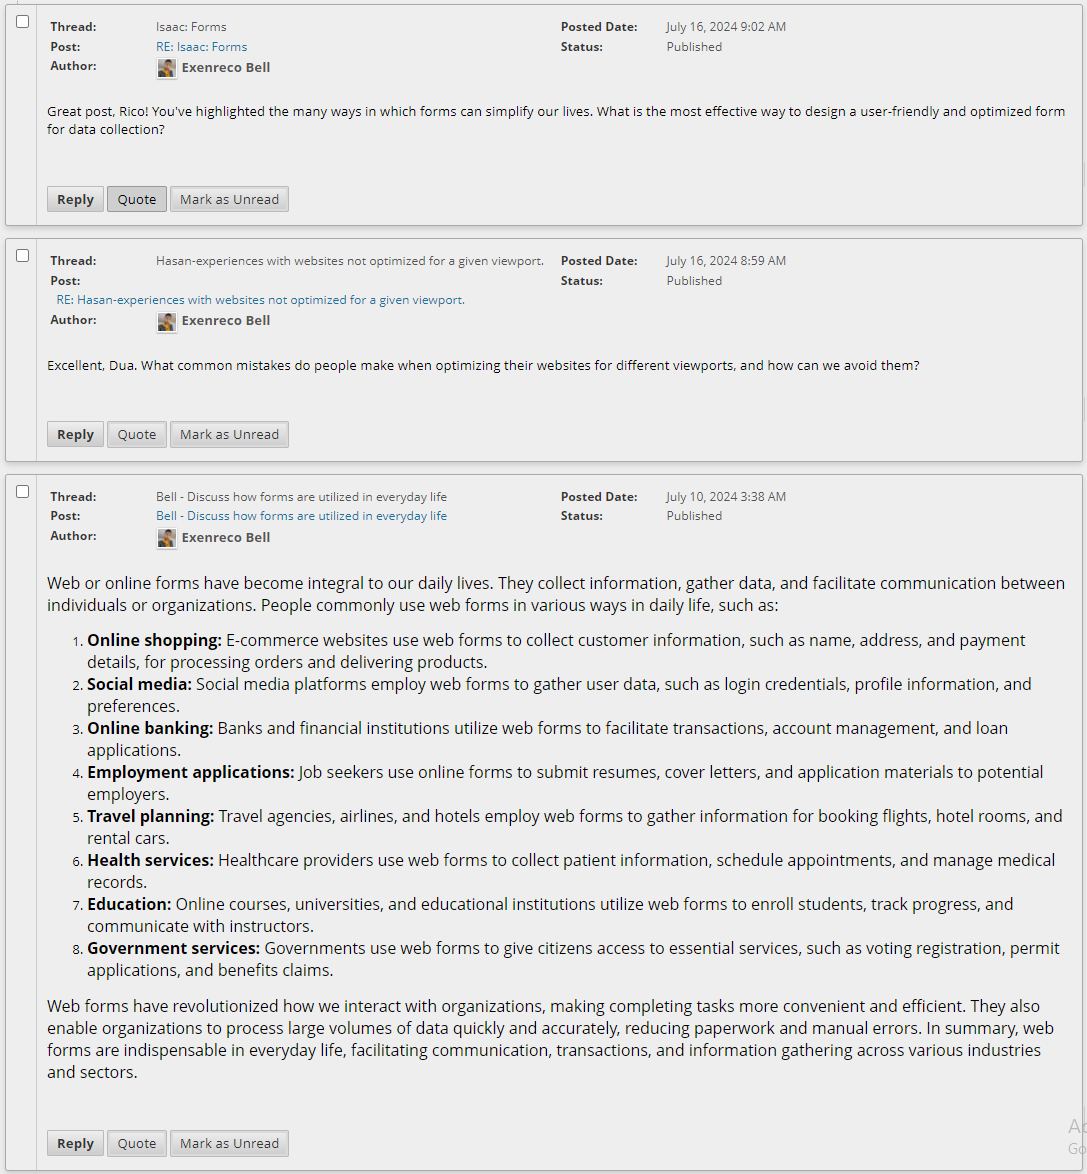 Thread: Isaac: Forms Posted Date: July 16, 2024 9:02 AM
Post: RE: Isaac: Forms Status: Published
Author: Exenreco Bell
Great post, Rico! You've highlighted the many ways in which forms can simplify our lives. What is the most effective way to design a user-friendly and optimized form
for data collection?
Reply Quote Mark as Unread
Thread: Hasan-experiences with websites not optimized for a given viewport. Posted Date: July 16, 2024 8:59 AM
Post: Status: Published
RE: Hasan-experiences with websites not optimized for a given viewport.
Author: Exenreco Bell
Excellent, Dua. What common mistakes do people make when optimizing their websites for different viewports, and how can we avoid them?
Reply Quote Mark as Unread
Thread: Bell - Discuss how forms are utilized in everyday life Posted Date: July 10, 2024 3:38 AM
Post: Bell - Discuss how forms are utilized in everyday life Status: Published
Author: Exenreco Bell
Web or online forms have become integral to our daily lives. They collect information, gather data, and facilitate communication between
individuals or organizations. People commonly use web forms in various ways in daily life, such as:
1. Online shopping: E-commerce websites use web forms to collect customer information, such as name, address, and payment
details, for processing orders and delivering products.
2. Social media: Social media platforms employ web forms to gather user data, such as login credentials, profile information, and
preferences.
3. Online banking: Banks and financial institutions utilize web forms to facilitate transactions, account management, and loan
applications.
4. Employment applications: Job seekers use online forms to submit resumes, cover letters, and application materials to potential
employers.
5. Travel planning: Travel agencies, airlines, and hotels employ web forms to gather information for booking flights, hotel rooms, and
rental cars.
6. Health services: Healthcare providers use web forms to collect patient information, schedule appointments, and manage medical
records.
7. Education: Online courses, universities, and educational institutions utilize web forms to enroll students, track progress, and
communicate with instructors.
8. Government services: Governments use web forms to give citizens access to essential services, such as voting registration, permit
applications, and benefits claims.
Web forms have revolutionized how we interact with organizations, making completing tasks more convenient and efficient. They also
enable organizations to process large volumes of data quickly and accurately, reducing paperwork and manual errors. In summary, web
forms are indispensable in everyday life, facilitating communication, transactions, and information gathering across various industries
and sectors.
Reply Quote Mark as Unread